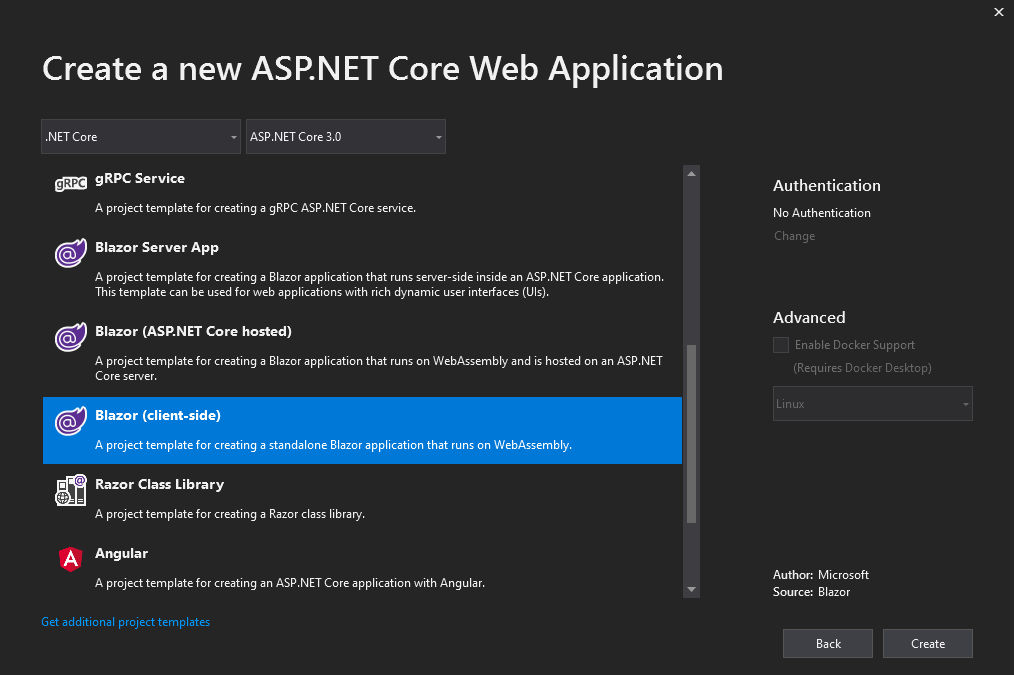 Create a new ASP.NET Core Web Application
.NET Core
ASP.NET Core 3.0
gRPC
gRPC Service
A project template for creating a gRPC ASP.NET Core service.
@
Blazor Server App
A project template for creating a Blazor application that runs server-side inside an ASP.NET Core application.
This template can be used for web applications with rich dynamic user interfaces (UIs).
@
Blazor (ASP.NET Core hosted)
A project template for creating a Blazor application that runs on WebAssembly and is hosted on an ASP.NET
Core server.
@
Blazor (client-side)
A project template for creating a standalone Blazor application that runs on WebAssembly.
@
Razor Class Library
A project template for creating a Razor class library.
A
Angular
A project template for creating an ASP.NET Core application with Angular.
Get additional project templates
Authentication
No Authentication
Change
Advanced
Enable Docker Support
(Requires Docker Desktop)
Linux
Author: Microsoft
Source: Blazor
Back
Create